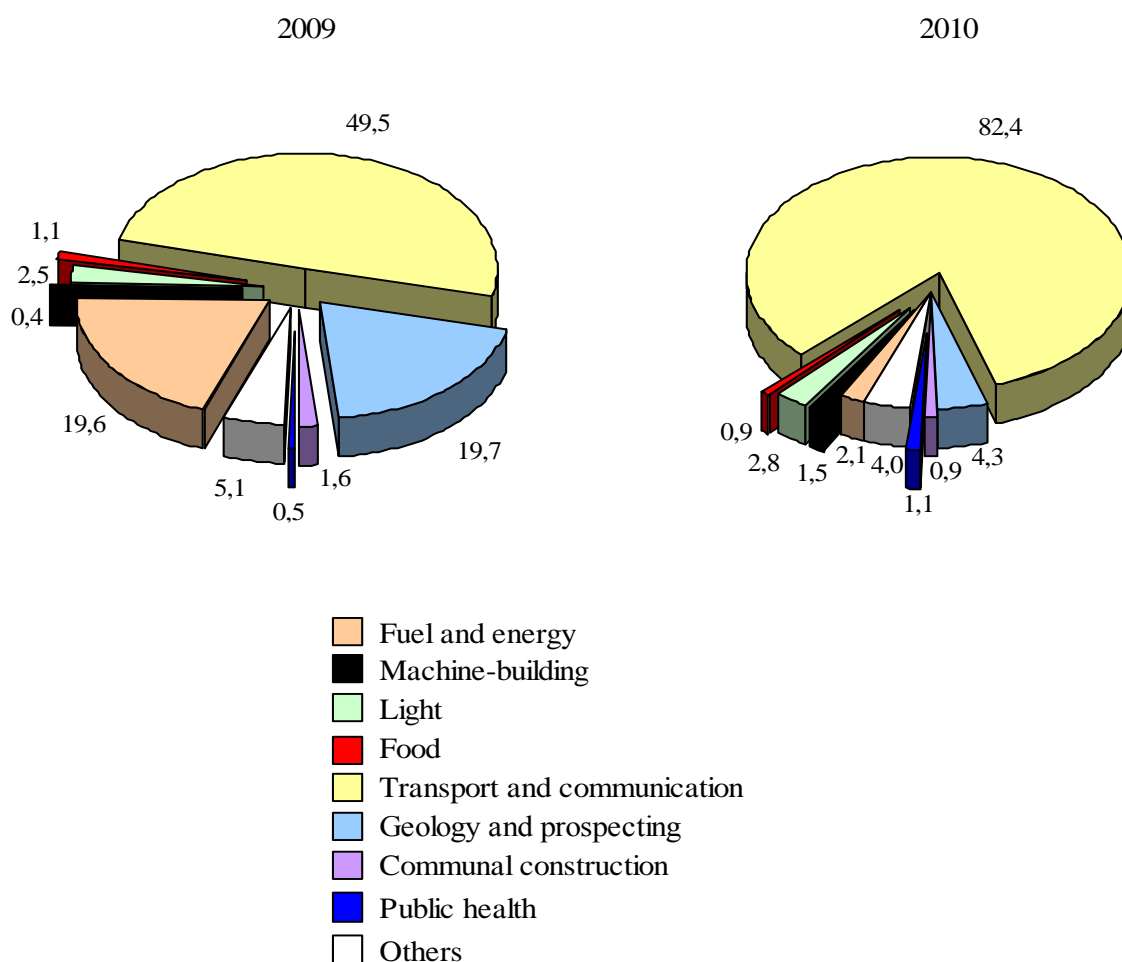 2009
2010
49,5
82,4
1,1
2,5
0,4
19,6
5,1
0,5
1,6
19,7
0,9
2,8
1,5
2,1
4,0
1,1
0,9
4,3
Fuel and energy
Machine-building
Light
Food
Transport and communication
Geology and prospecting
Communal construction
Public health
Others